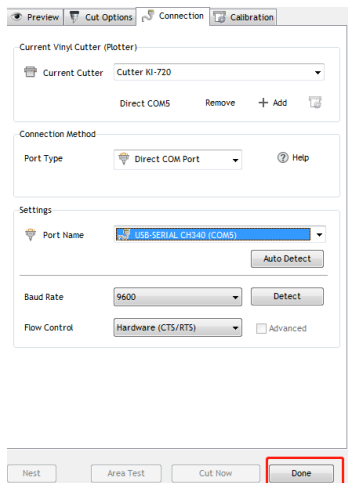 Preview Cut Options Connection Calibration
Current Vinyl Cutter (Plotter)
Current Cutter Cutter KI-720
Direct COM5 Remove + Add
Connection Method
Port Type Direct COM Port Help
Settings
Port Name USB-SERIAL CH340 (COM5)
Auto Detect
Baud Rate 9600 Detect
Flow Control Hardware (CTS/RTS) Advanced
Nest Area Test Cut Now Done